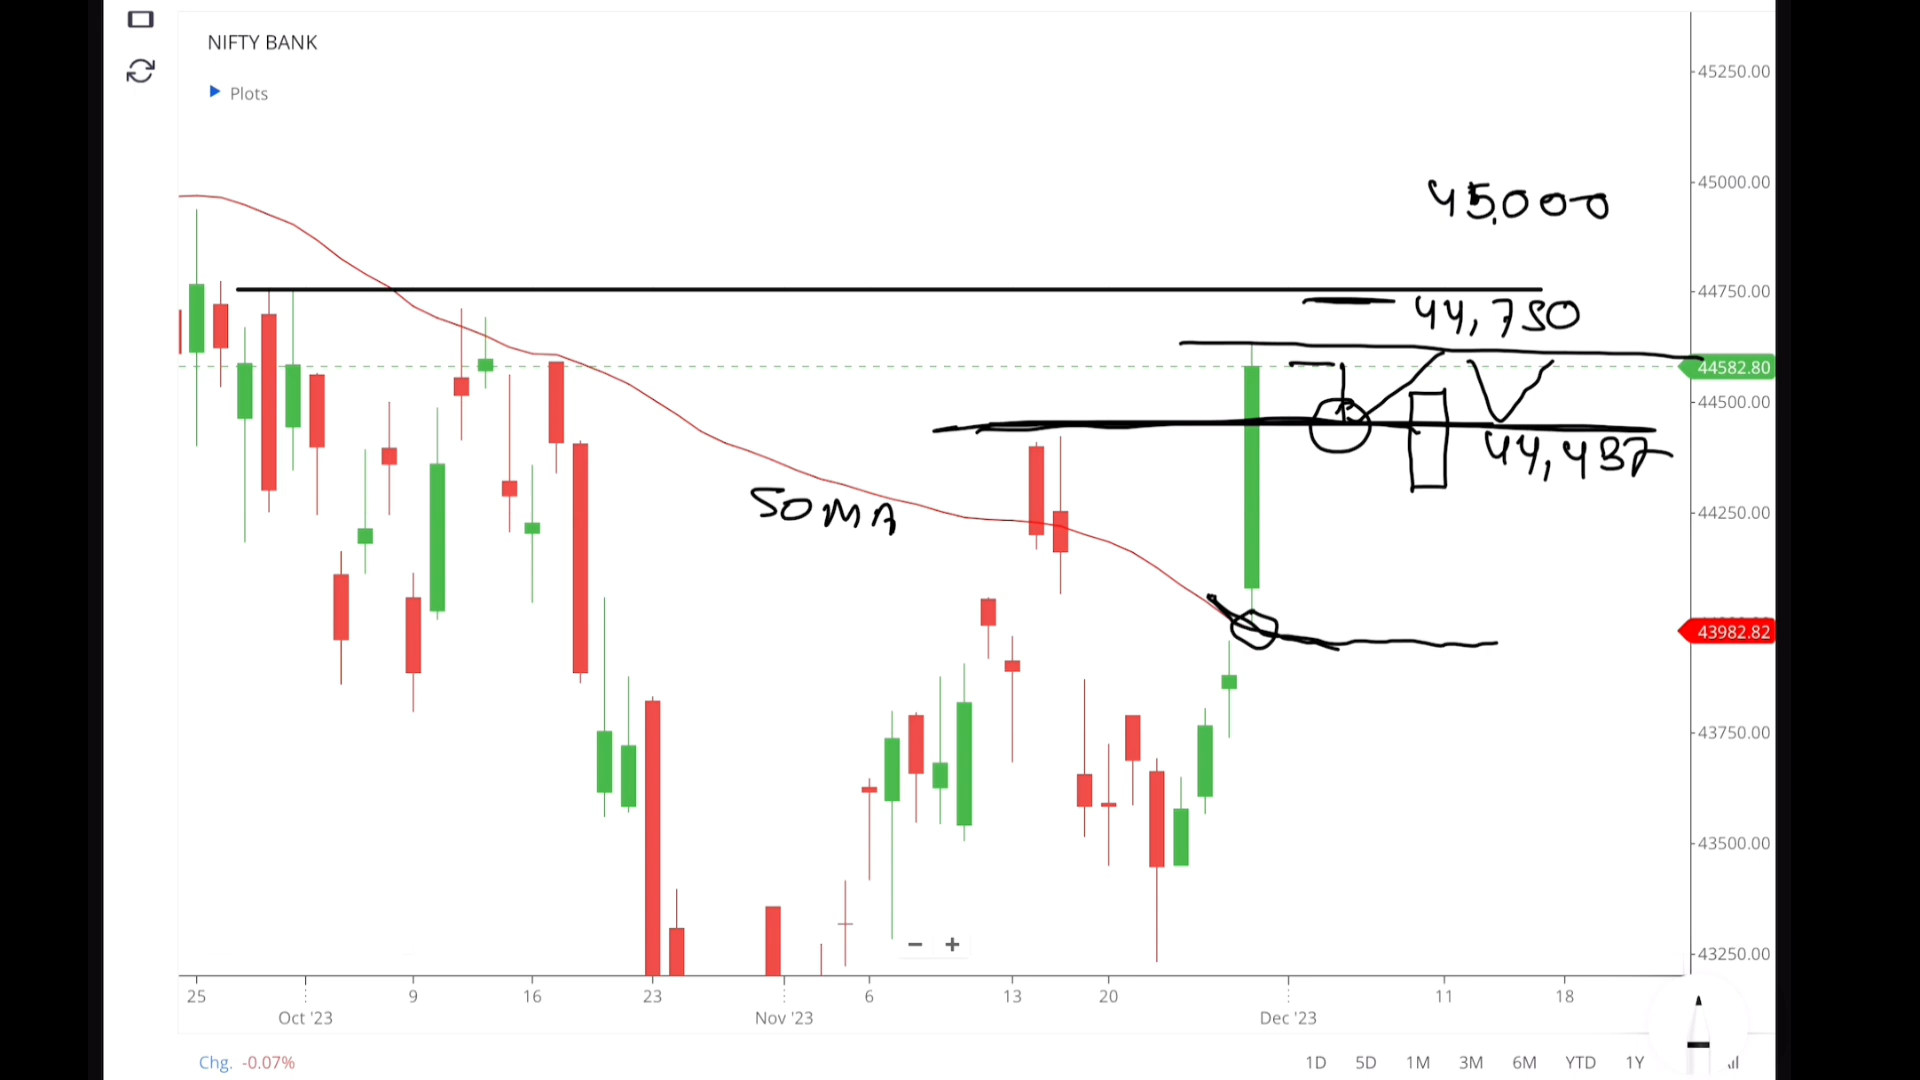 NIFTY BANK
Plots
45250.00
45000.00
45,000
44750.00
44,750
44582.80
44500.00
44,437
50MA
44250.00
43982.82
43750.00
43500.00
43250.00
25 9 16 23 6 13 20 11 18
Oct '23 Nov '23 Dec '23
Chg. -0.07% 1D 5D 1M 3M 6M YTD 1Y